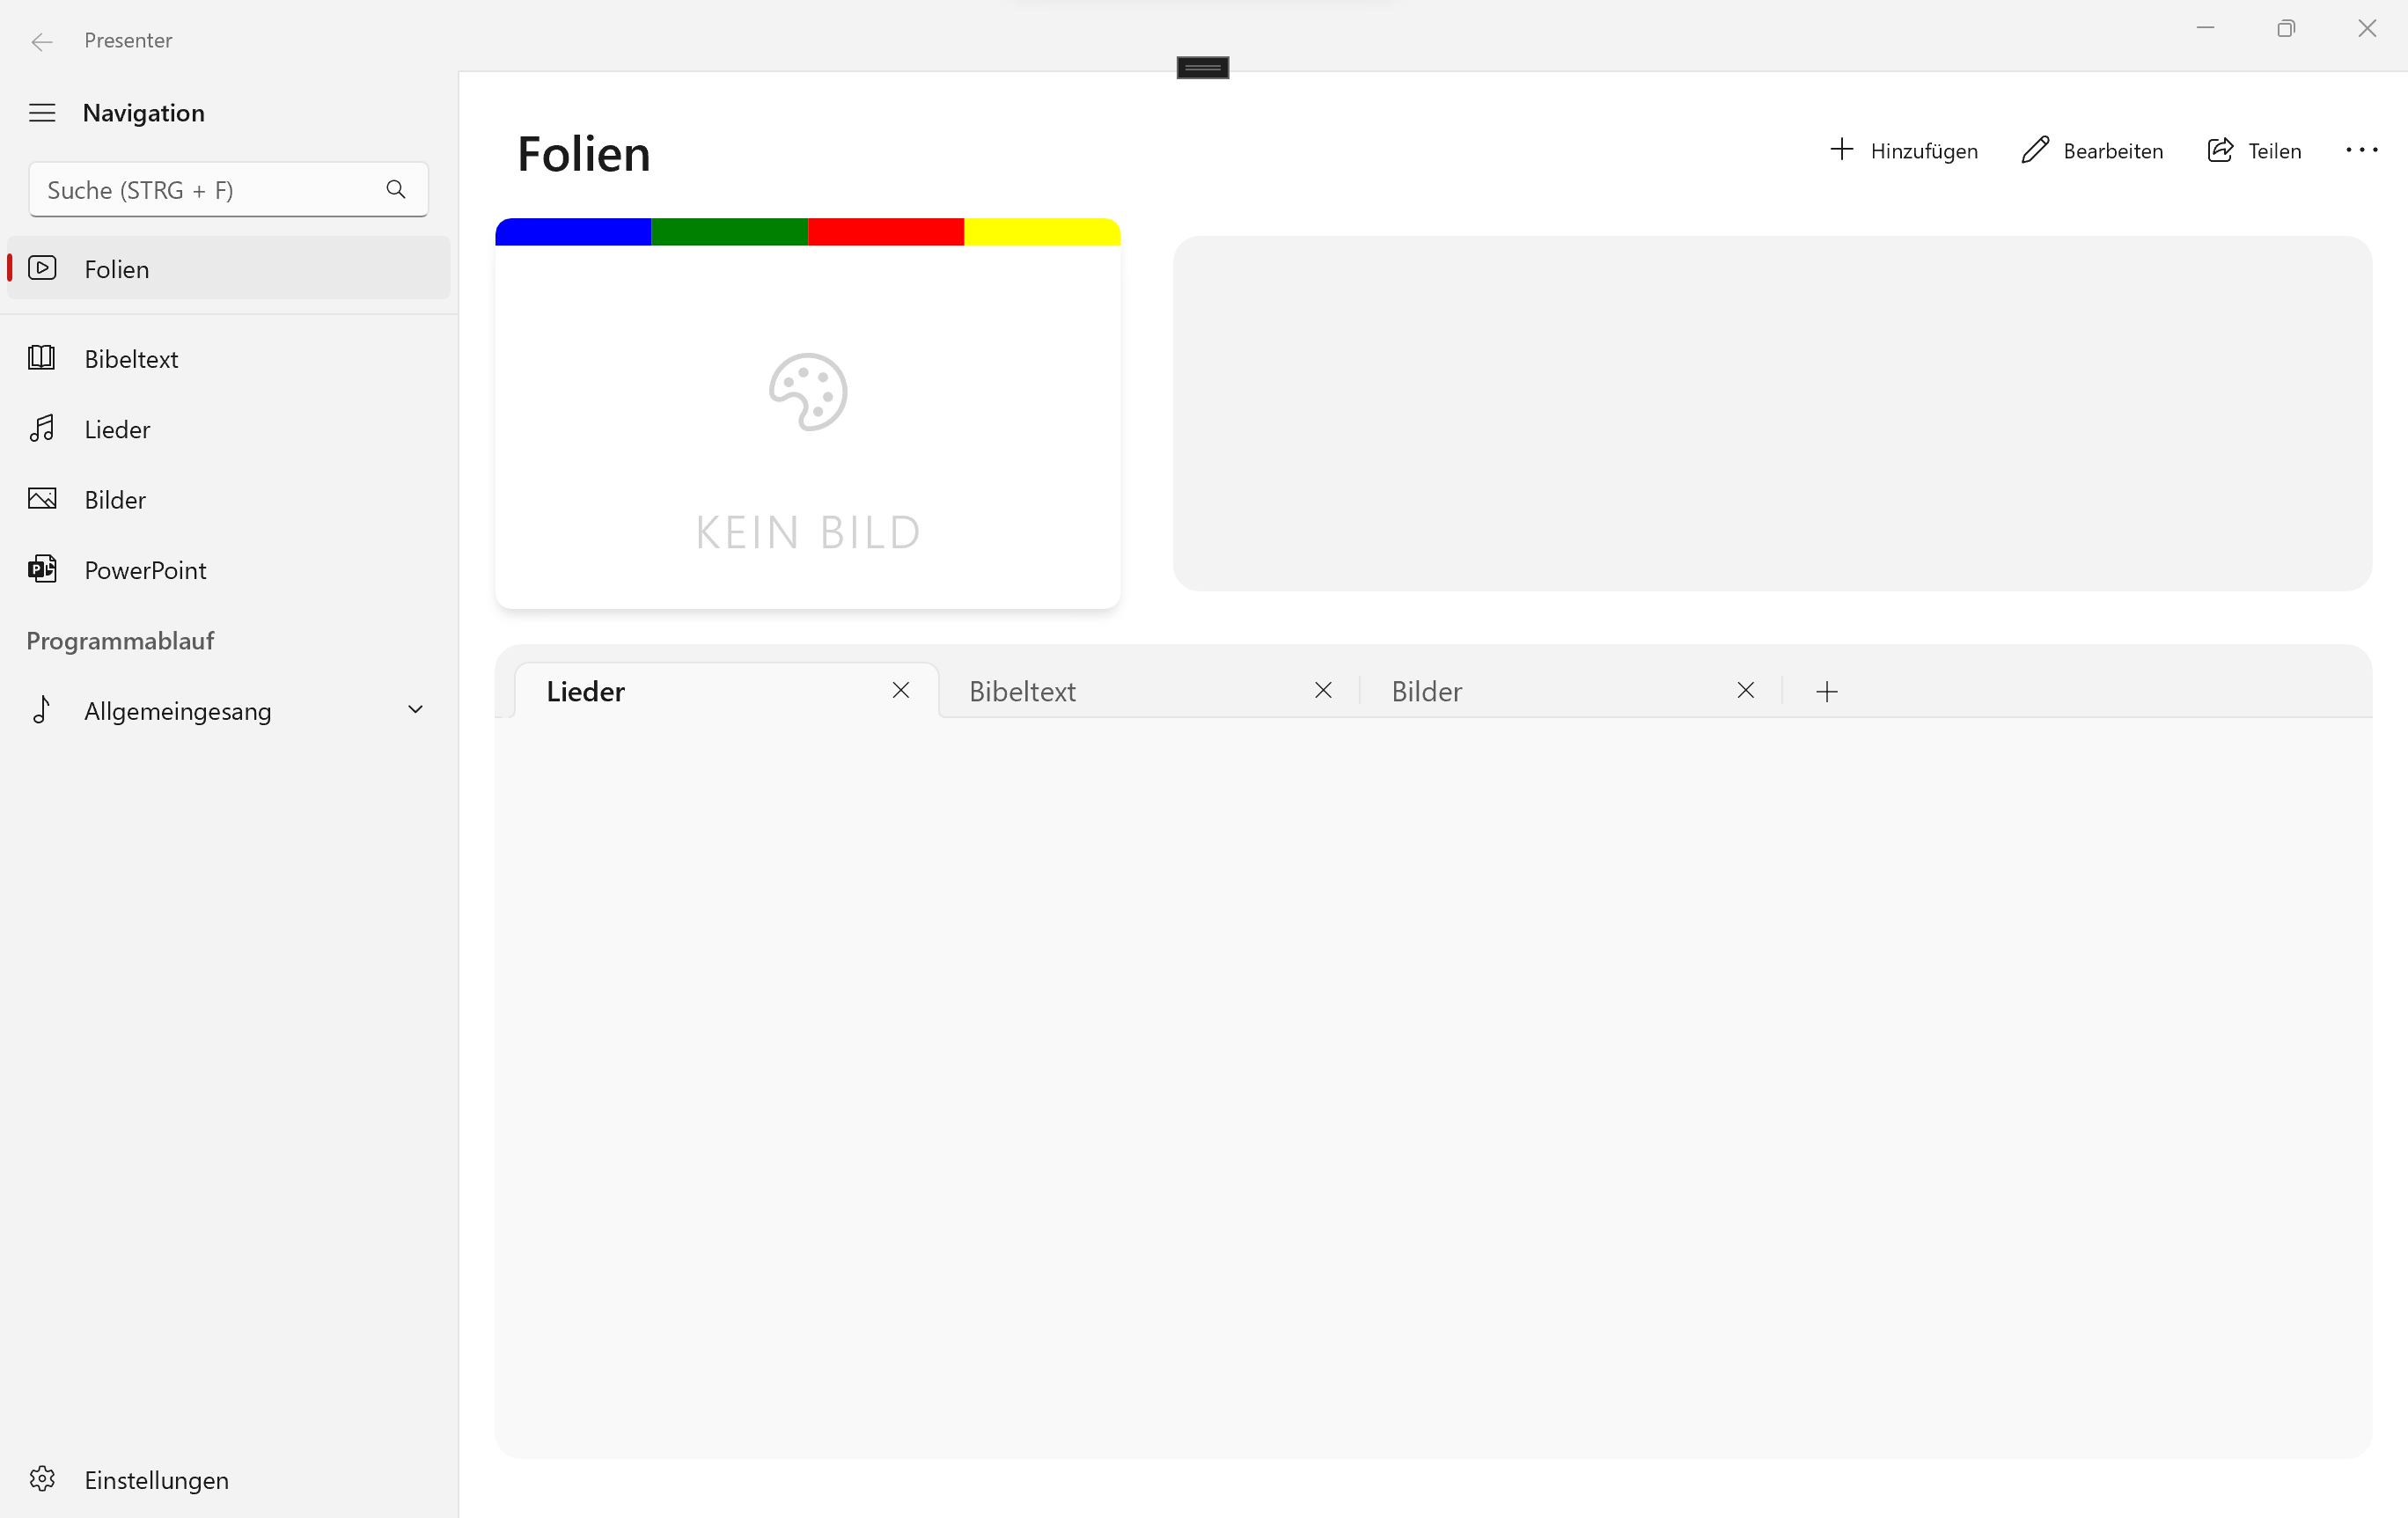 Presenter
Navigation
Suche (STRG + F)
Folien
Bibeltext
Lieder
Bilder
PowerPoint
Programmablauf
Allgemeingesang
Einstellungen
Folien
Hinzufügen Bearbeiten Teilen
KEIN BILD
Lieder Bibeltext Bilder